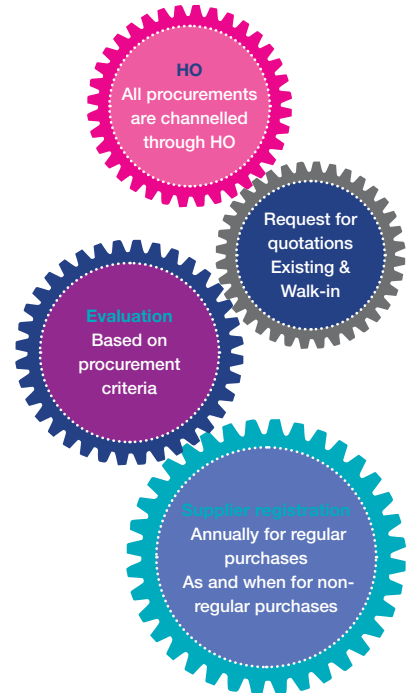 HO
All procurements
are channelled
through HO
Request for
quotations
Existing &
Walk-in
Evaluation
Based on
procurement
criteria
Supplier registration
Annually for regular
purchases
As and when for non-
regular purchases